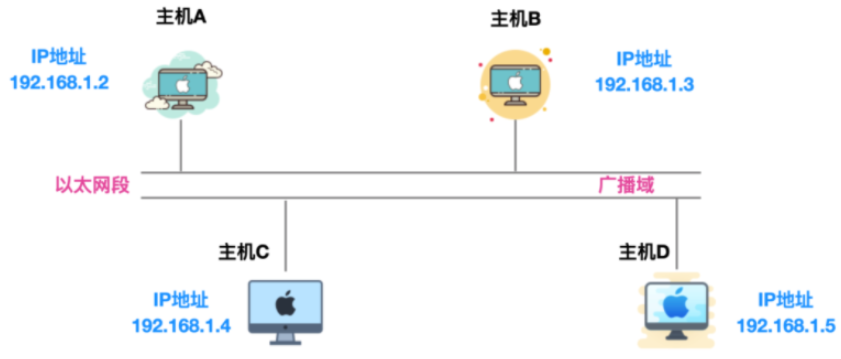 主机A
主机B
IP地址
192.168.1.2
IP地址
192.168.1.3
以太网段
广播域
主机C
主机D
IP地址
192.168.1.4
IP地址
192.168.1.5